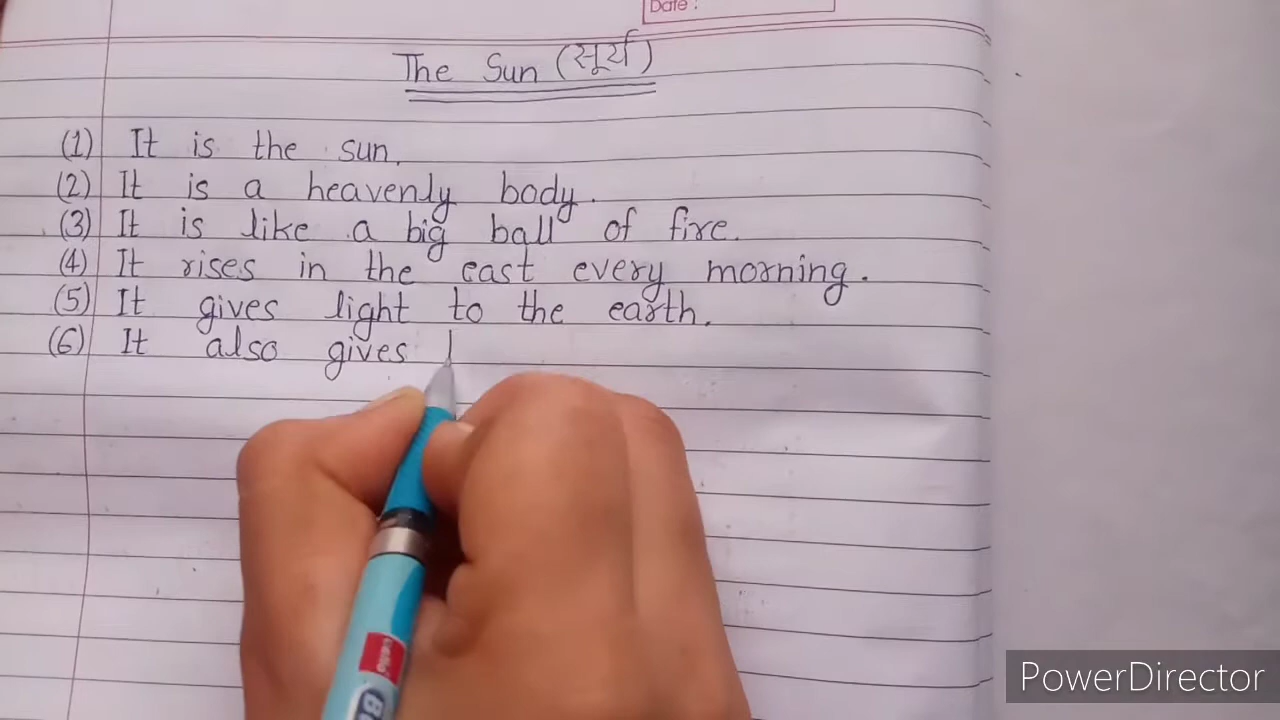 Date :
The Sun (सूर्य)
(1) It is the sun.
(2) It is a heavenly body.
(3) It is like a big ball of fire.
(4) It rises in the east every morning.
(5) It gives light to the earth.
(6) It also gives
Cello
PowerDirector